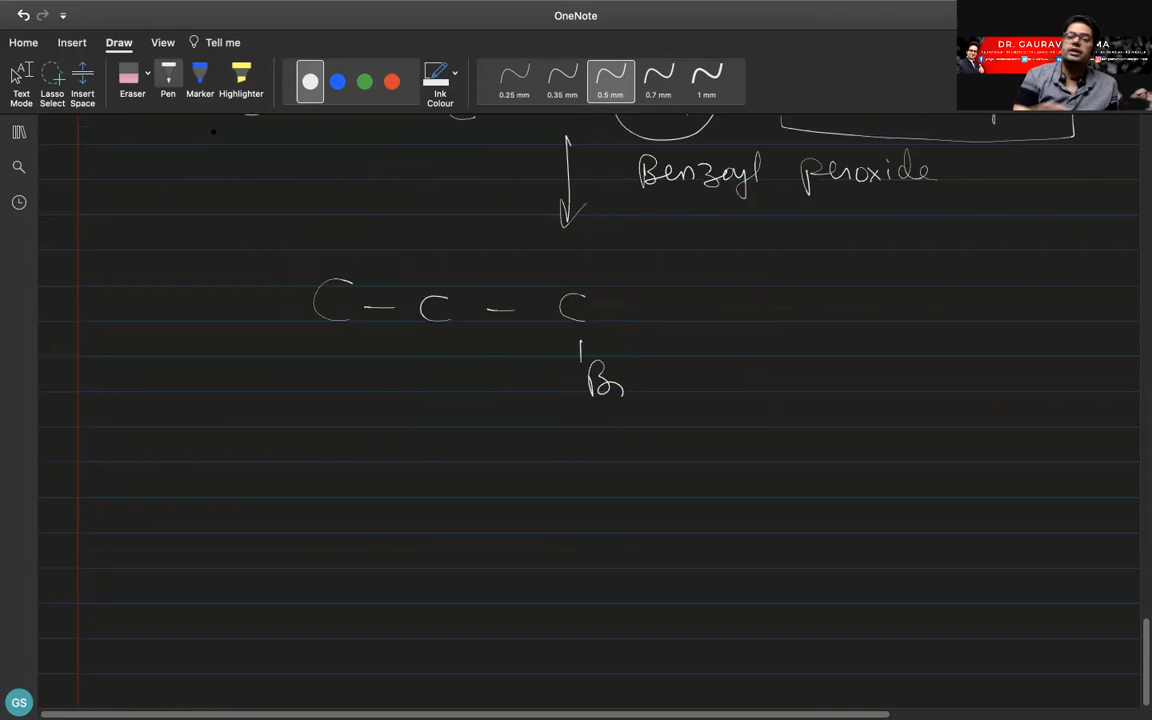 OneNote
Home Insert Draw View Tell me
Text Mode Lasso Select Insert Space Eraser Pen Marker Highlighter Ink Colour 0.25 mm 0.35 mm 0.5 mm 0.7 mm 1 mm
DR. GAURAV
Benzoyl peroxide
C - C - C
Br
GS